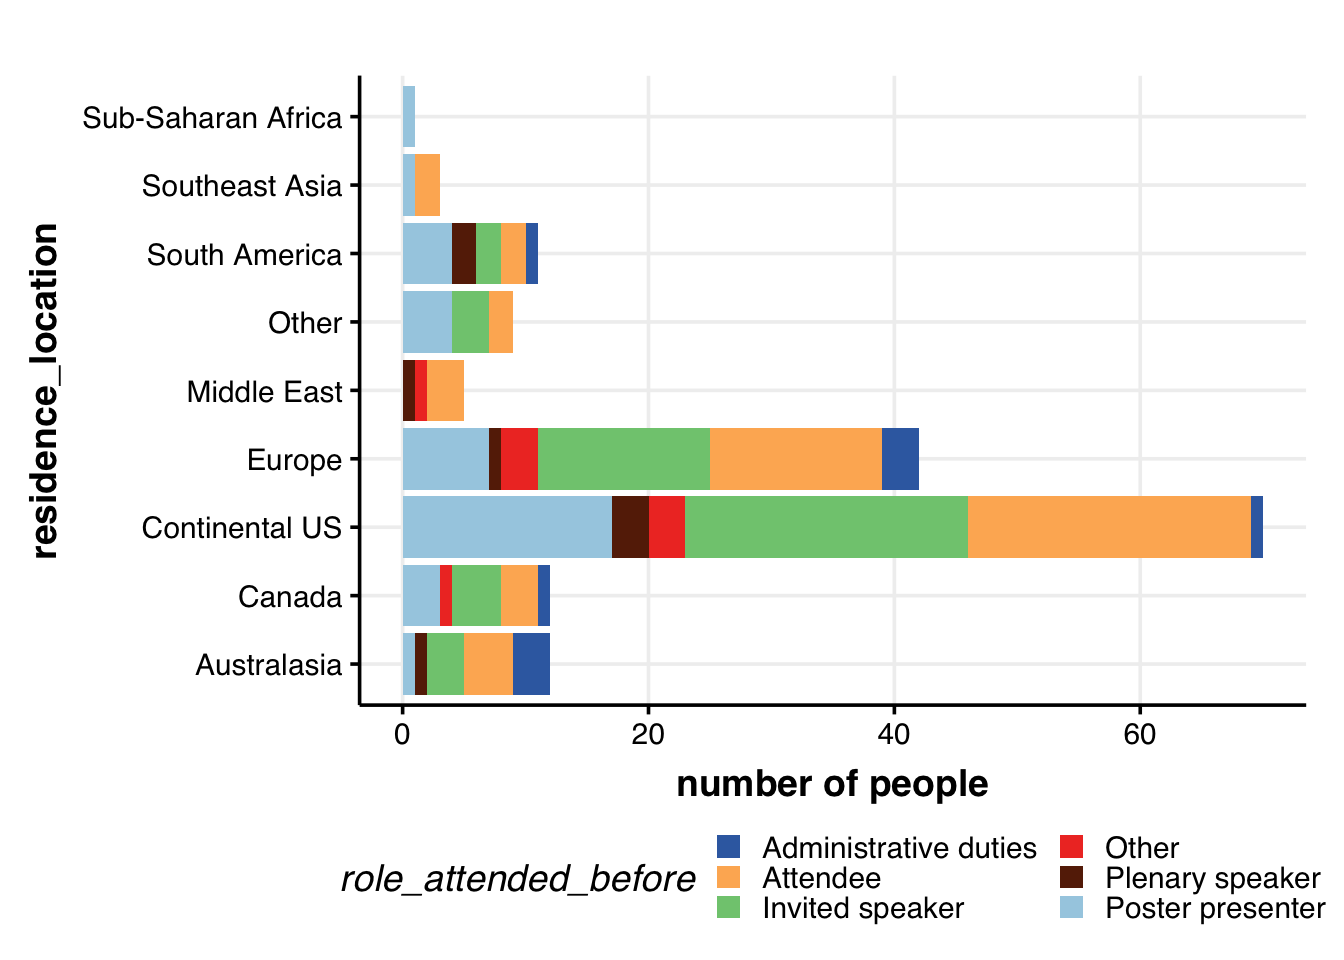 Sub-Saharan Africa
Southeast Asia
South America
Other
Middle East
Europe
Continental US
Canada
Australasia
residence_location
0 20 40 60
number of people
role_attended_before
Administrative duties
Attendee
Invited speaker
Other
Plenary speaker
Poster presenter